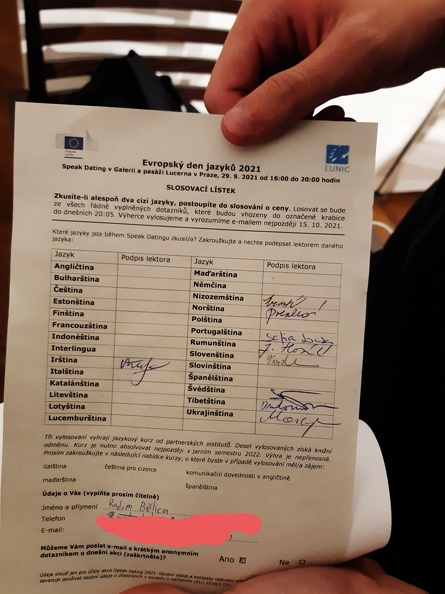 Evropský den jazyků 2021
EUNIC
Speak Dating v Galerii a pasáži Lucerna v Praze, 29. 9. 2021 od 16:00 do 20:00 hodin
SLOSOVACÍ LÍSTEK
Zkusíte-li alespoň dva cizí jazyky, postoupíte do slosování o ceny. Losovat se bude
ze všech řádně vyplněných dotazníků, které budou vhozeny do označené krabice
do dnešních 20:05. Výherce vylosujeme a vyrozumíme e-mailem nejpozději 15. 10. 2021.
Které jazyky jste během Speak Datingu zkusil/a? Zakroužkujte a nechte podepsat lektorem daného
jazyka:
Jazyk Podpis lektora Jazyk Podpis lektora
Angličtina Maďarština
Bulharština Němčina
Čeština Nizozemština
Estonština Norština
Finština Polština
Francouzština Portugalština
Indonéština Rumunština
Interlingua Slovenština
Irština Slovinština
Italština Španělština
Katalánština Švédština
Litevština Tibetština
Lotyština Ukrajinština
Lucemburština
Tři vylosovaní vyhrají jazykový kurz od partnerských institutů. Deset vylosovaných získá knižní
odměnu. Kurz je nutno absolvovat nejpozději v jarním semestru 2022. Výhra je nepřenosná.
Prosím zakroužkujte v následující nabídce kurzy, o které byste v případě vylosování měl/a zájem:
italština čeština pro cizince komunikační dovednosti v angličtině
maďarština španělština
Údaje o Vás (vyplňte prosím čitelně)
Jméno a příjmení Radim Bělica
Telefon
E-mail:
Můžeme Vám poslat e-mail s krátkým anonymním
dotazníkem o dnešní akci (zaškrtněte)? Ano Ne